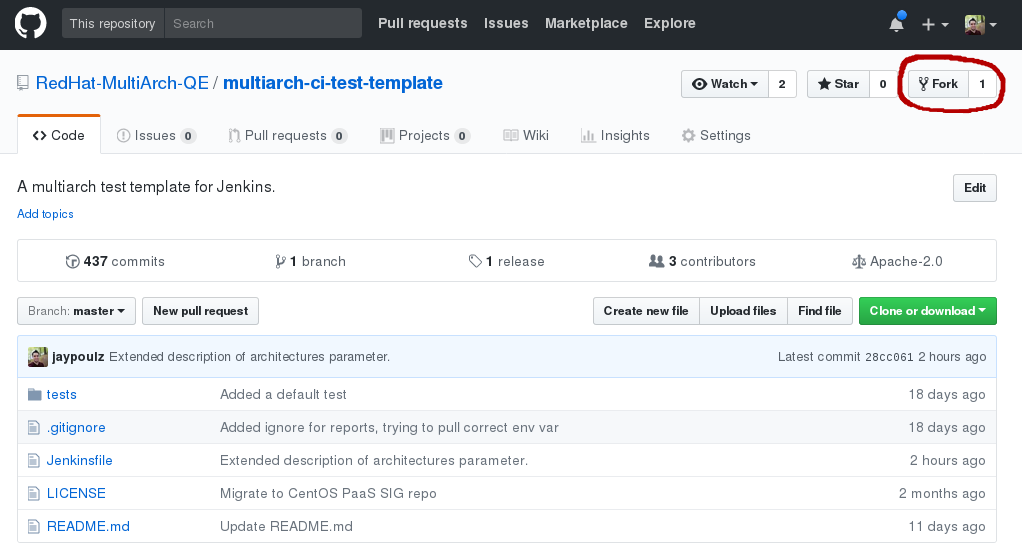 This repository Search Pull requests Issues Marketplace Explore
RedHat-MultiArch-QE / multiarch-ci-test-template Watch 2 Star 0 Fork 1
Code Issues 0 Pull requests 0 Projects 0 Wiki Insights Settings
A multiarch test template for Jenkins. Edit
Add topics
437 commits 1 branch 1 release 3 contributors Apache-2.0
Branch: master New pull request Create new file Upload files Find file Clone or download
jaypoulz Extended description of architectures parameter. Latest commit 28cc061 2 hours ago
tests Added a default test 18 days ago
.gitignore Added ignore for reports, trying to pull correct env var 18 days ago
Jenkinsfile Extended description of architectures parameter. 2 hours ago
LICENSE Migrate to CentOS PaaS SIG repo 2 months ago
README.md Update README.md 11 days ago